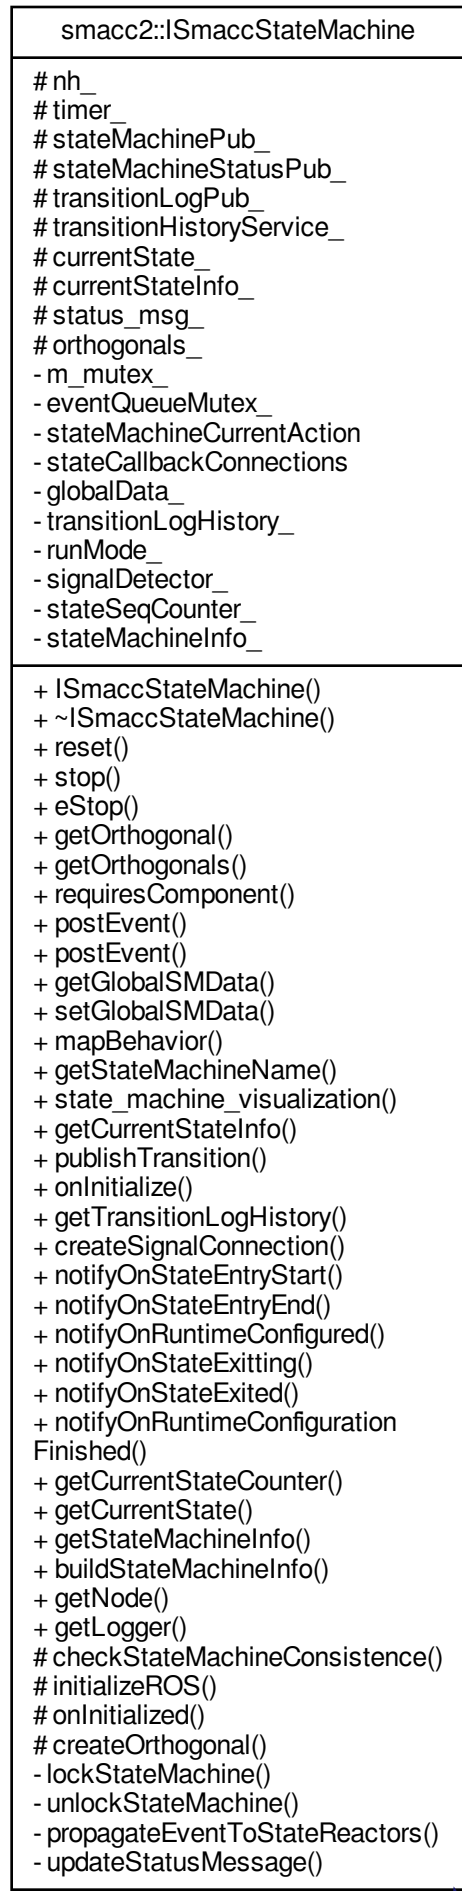 smacc2::ISmaccStateMachine
# nh_
# timer_
# stateMachinePub_
# stateMachineStatusPub_
# transitionLogPub_
# transitionHistoryService_
# currentState_
# currentStateInfo_
# status_msg_
# orthogonals_
- m_mutex_
- eventQueueMutex_
- stateMachineCurrentAction
- stateCallbackConnections
- globalData_
- transitionLogHistory_
- runMode_
- signalDetector_
- stateSeqCounter_
- stateMachineInfo_
+ ISmaccStateMachine()
+ ~ISmaccStateMachine()
+ reset()
+ stop()
+ eStop()
+ getOrthogonal()
+ getOrthogonals()
+ requiresComponent()
+ postEvent()
+ postEvent()
+ getGlobalSMData()
+ setGlobalSMData()
+ mapBehavior()
+ getStateMachineName()
+ state_machine_visualization()
+ getCurrentStateInfo()
+ publishTransition()
+ onInitialize()
+ getTransitionLogHistory()
+ createSignalConnection()
+ notifyOnStateEntryStart()
+ notifyOnStateEntryEnd()
+ notifyOnRuntimeConfigured()
+ notifyOnStateExitting()
+ notifyOnStateExited()
+ notifyOnRuntimeConfiguration
Finished()
+ getCurrentStateCounter()
+ getCurrentState()
+ getStateMachineInfo()
+ buildStateMachineInfo()
+ getNode()
+ getLogger()
# checkStateMachineConsistence()
# initializeROS()
# onInitialized()
# createOrthogonal()
- lockStateMachine()
- unlockStateMachine()
- propagateEventToStateReactors()
- updateStatusMessage()